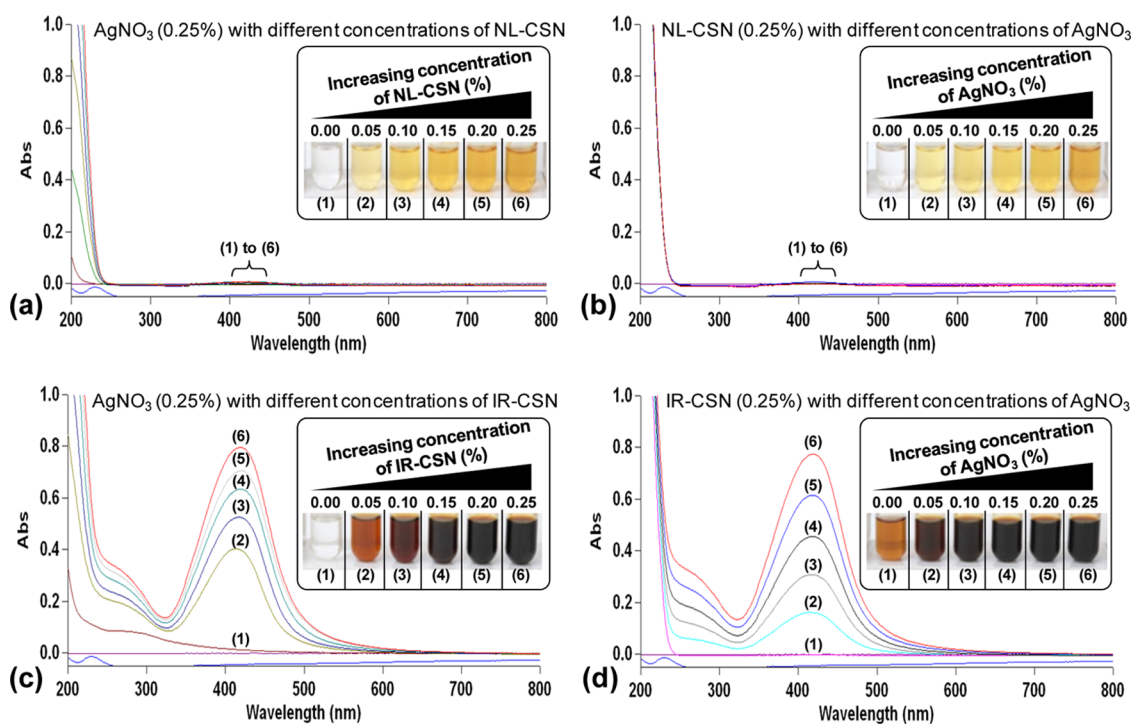 AgNO3 (0.25%) with different concentrations of NL-CSN
1.0
0.8
0.6
0.4
0.2
0.0
Abs
Increasing concentration
of NL-CSN (%)
0.00 0.05 0.10 0.15 0.20 0.25
(1) (2) (3) (4) (5) (6)
(1) to (6)
200 300 400 500 600 700 800
Wavelength (nm)
(a)
NL-CSN (0.25%) with different concentrations of AgNO3
1.0
0.8
0.6
0.4
0.2
0.0
Abs
Increasing concentration
of AgNO3 (%)
0.00 0.05 0.10 0.15 0.20 0.25
(1) (2) (3) (4) (5) (6)
(1) to (6)
200 300 400 500 600 700 800
Wavelength (nm)
(b)
AgNO3 (0.25%) with different concentrations of IR-CSN
1.0
0.8
0.6
0.4
0.2
0.0
Abs
(6)
(5)
(4)
(3)
(2)
(1)
Increasing concentration
of IR-CSN (%)
0.00 0.05 0.10 0.15 0.20 0.25
(1) (2) (3) (4) (5) (6)
200 300 400 500 600 700 800
Wavelength (nm)
(c)
IR-CSN (0.25%) with different concentrations of AgNO3
1.0
0.8
0.6
0.4
0.2
0.0
Abs
(6)
(5)
(4)
(3)
(2)
(1)
Increasing concentration
of AgNO3 (%)
0.00 0.05 0.10 0.15 0.20 0.25
(1) (2) (3) (4) (5) (6)
200 300 400 500 600 700 800
Wavelength (nm)
(d)